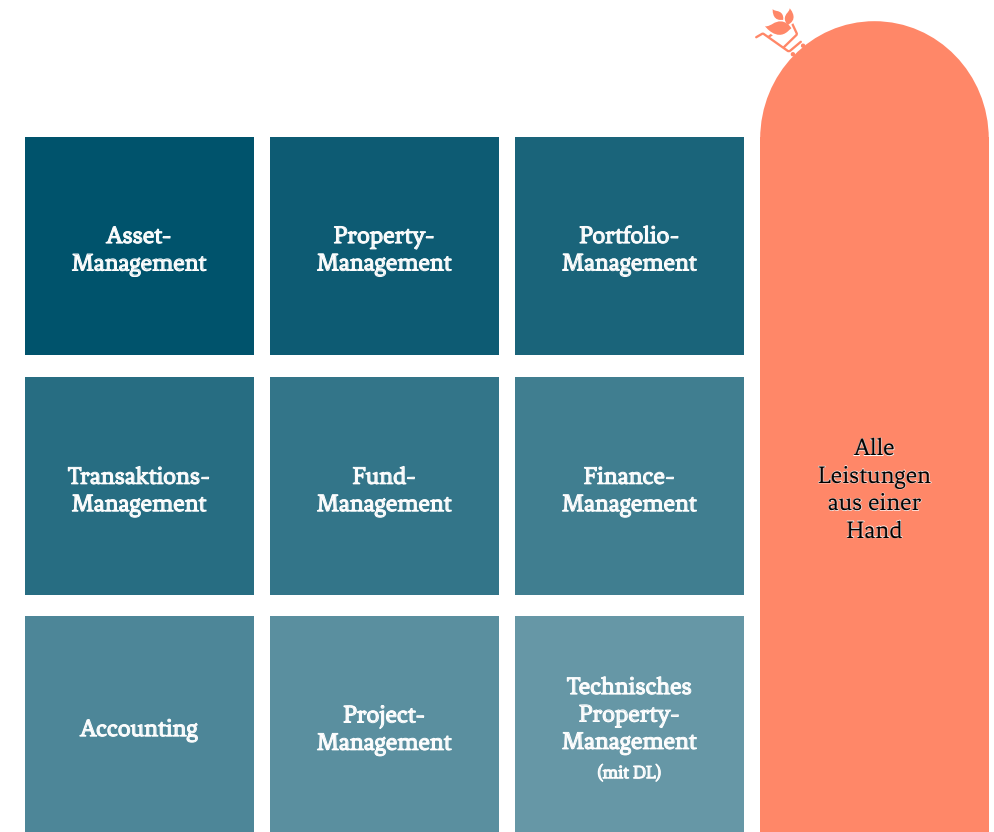 Asset-
Management
Property-
Management
Portfolio-
Management
Transaktions-
Management
Fund-
Management
Finance-
Management
Accounting
Project-
Management
Technisches
Property-
Management
(mit DL)
Alle
Leistungen
aus einer
Hand